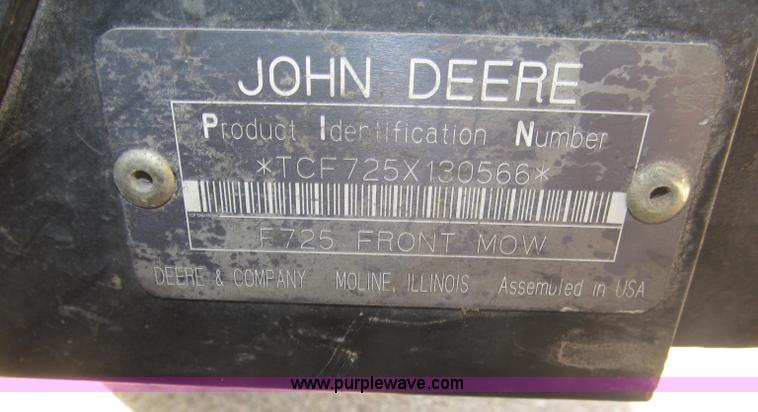 JOHN DEERE
Product Identification Number
*TCF725X130566*
F725 FRONT MOW
DEERE & COMPANY MOLINE, ILLINOIS Assembled in USA
www.purplewave.com